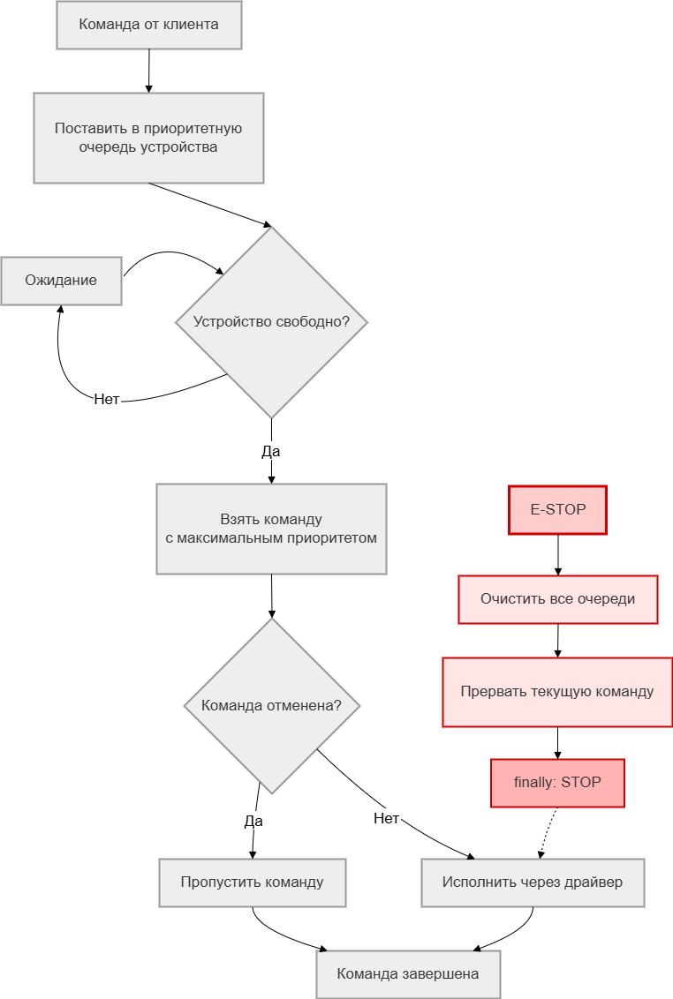 Команда от клиента
Поставить в приоритетную
очередь устройства
Ожидание
Устройство свободно?
Нет
Да
Взять команду
с максимальным приоритетом
E-STOP
Очистить все очереди
Прервать текущую команду
Команда отменена?
finally: STOP
Да
Нет
Пропустить команду
Исполнить через драйвер
Команда завершена